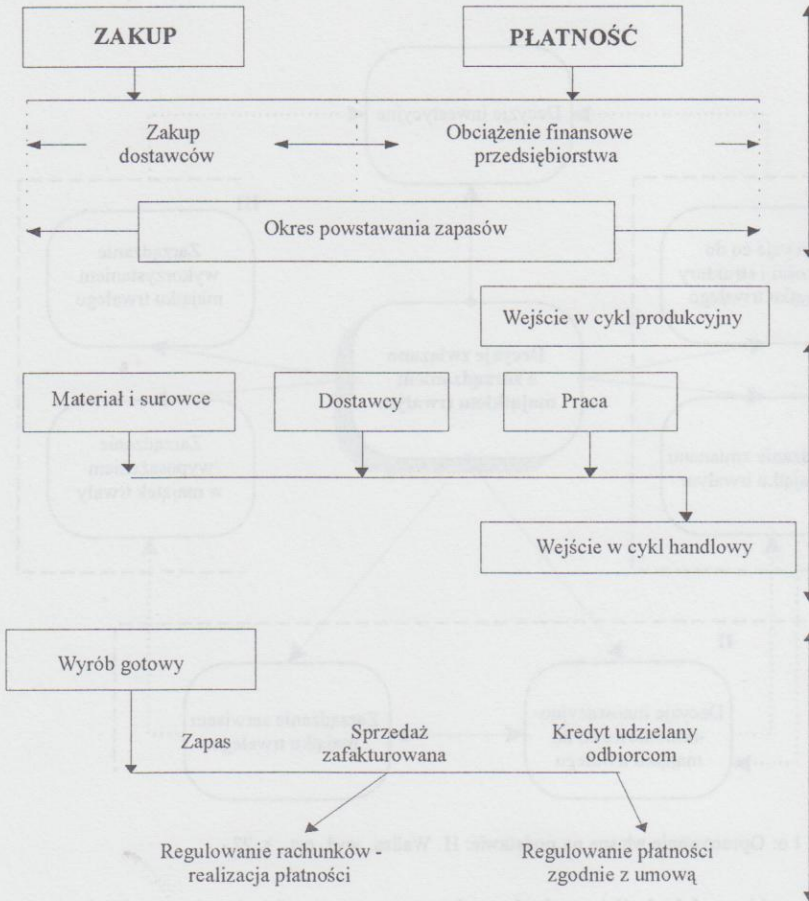 ZAKUP
PŁATNOŚĆ
Zakup
dostawców
Obciążenie finansowe
przedsiębiorstwa
Okres powstawania zapasów
Wejście w cykl produkcyjny
Materiał i surowce
Dostawcy
Praca
Wejście w cykl handlowy
Wyrób gotowy
Zapas
Sprzedaż
zafakturowana
Kredyt udzielany
odbiorcom
Regulowanie rachunków -
realizacja płatności
Regulowanie płatności
zgodnie z umową